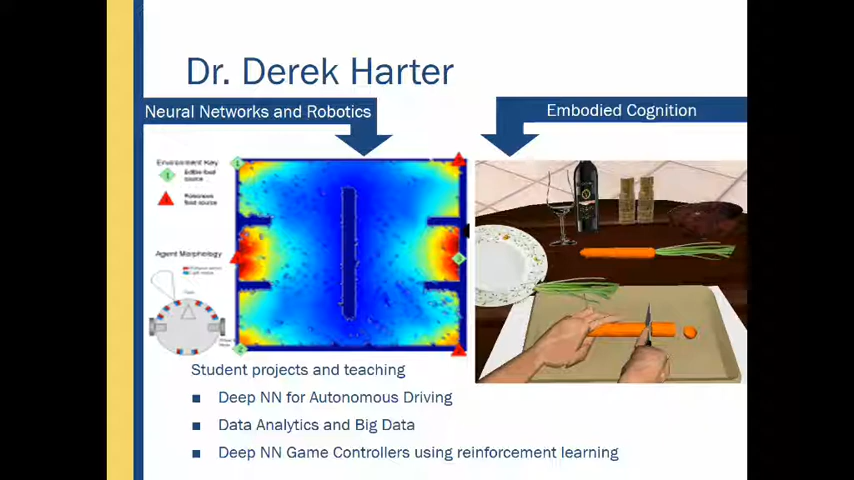 Dr. Derek Harter
Neural Networks and Robotics
Embodied Cognition
Environment Key
Edible food
source
Poisonous
food source
Agent Morphology
Student projects and teaching
Deep NN for Autonomous Driving
Data Analytics and Big Data
Deep NN Game Controllers using reinforcement learning